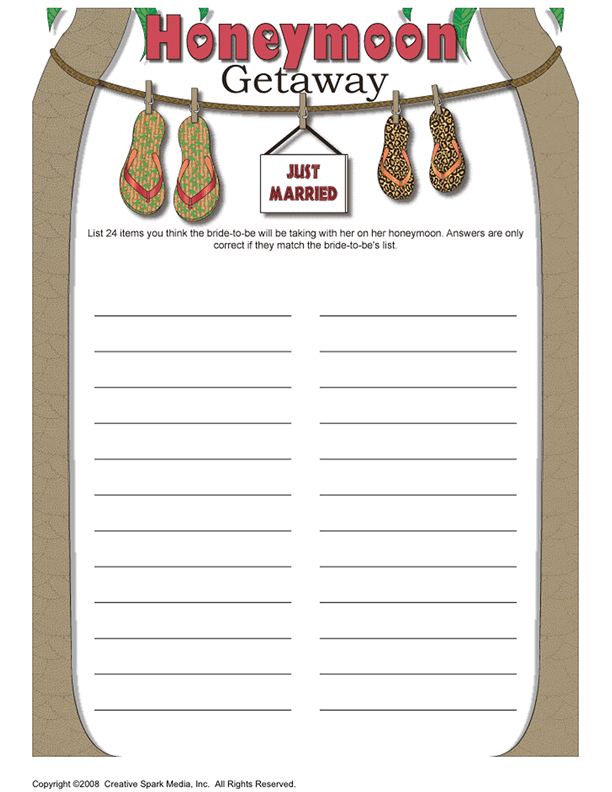 Honeymoon
Getaway
JUST
MARRIED
List 24 items you think the bride-to-be will be taking with her on her honeymoon. Answers are only
correct if they match the bride-to-be's list.
Copyright ©2008 Creative Spark Media, Inc. All Rights Reserved.